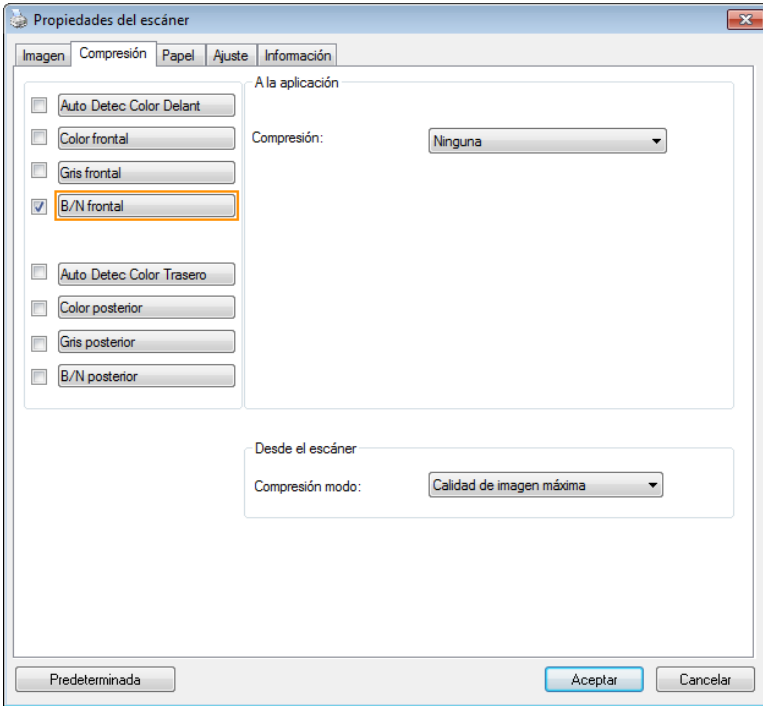 Propiedades del escáner
Imagen Compresión Papel Ajuste Información
A la aplicación
Auto Detec Color Delant
Color frontal
Compresión: Ninguna
Gris frontal
B/N frontal
Auto Detec Color Trasero
Color posterior
Gris posterior
B/N posterior
Desde el escáner
Compresión modo: Calidad de imagen máxima
Predeterminada Aceptar Cancelar